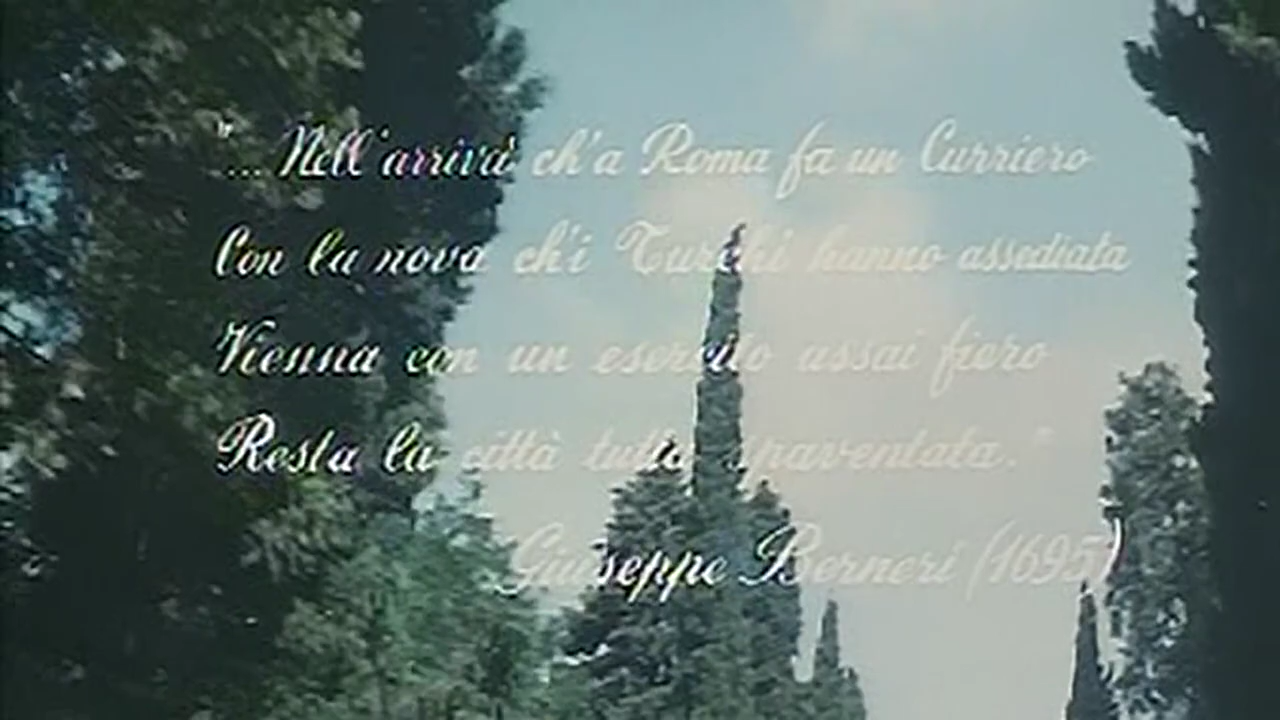 "... Nell'arrivà ch'a Roma fa un Curriero
Con la nova ch'i Turchi hanno assediata
Vienna con un esercito assai fiero
Resta la città tutta spaventata."
Giuseppe Berneri (1695)